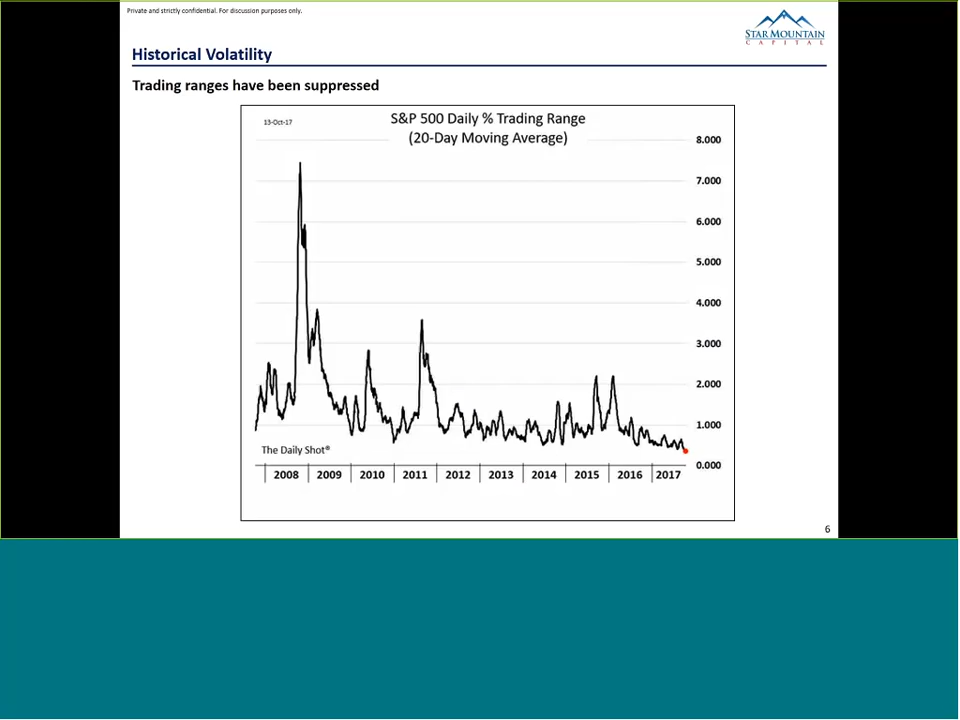 Private and strictly confidential. For discussion purposes only.
STAR MOUNTAIN
CAPITAL
Historical Volatility
Trading ranges have been suppressed
13-Oct-17
S&P 500 Daily % Trading Range
(20-Day Moving Average)
8.000
7.000
6.000
5.000
4.000
3.000
2.000
1.000
The Daily Shot®
0.000
2008 2009 2010 2011 2012 2013 2014 2015 2016 2017
6